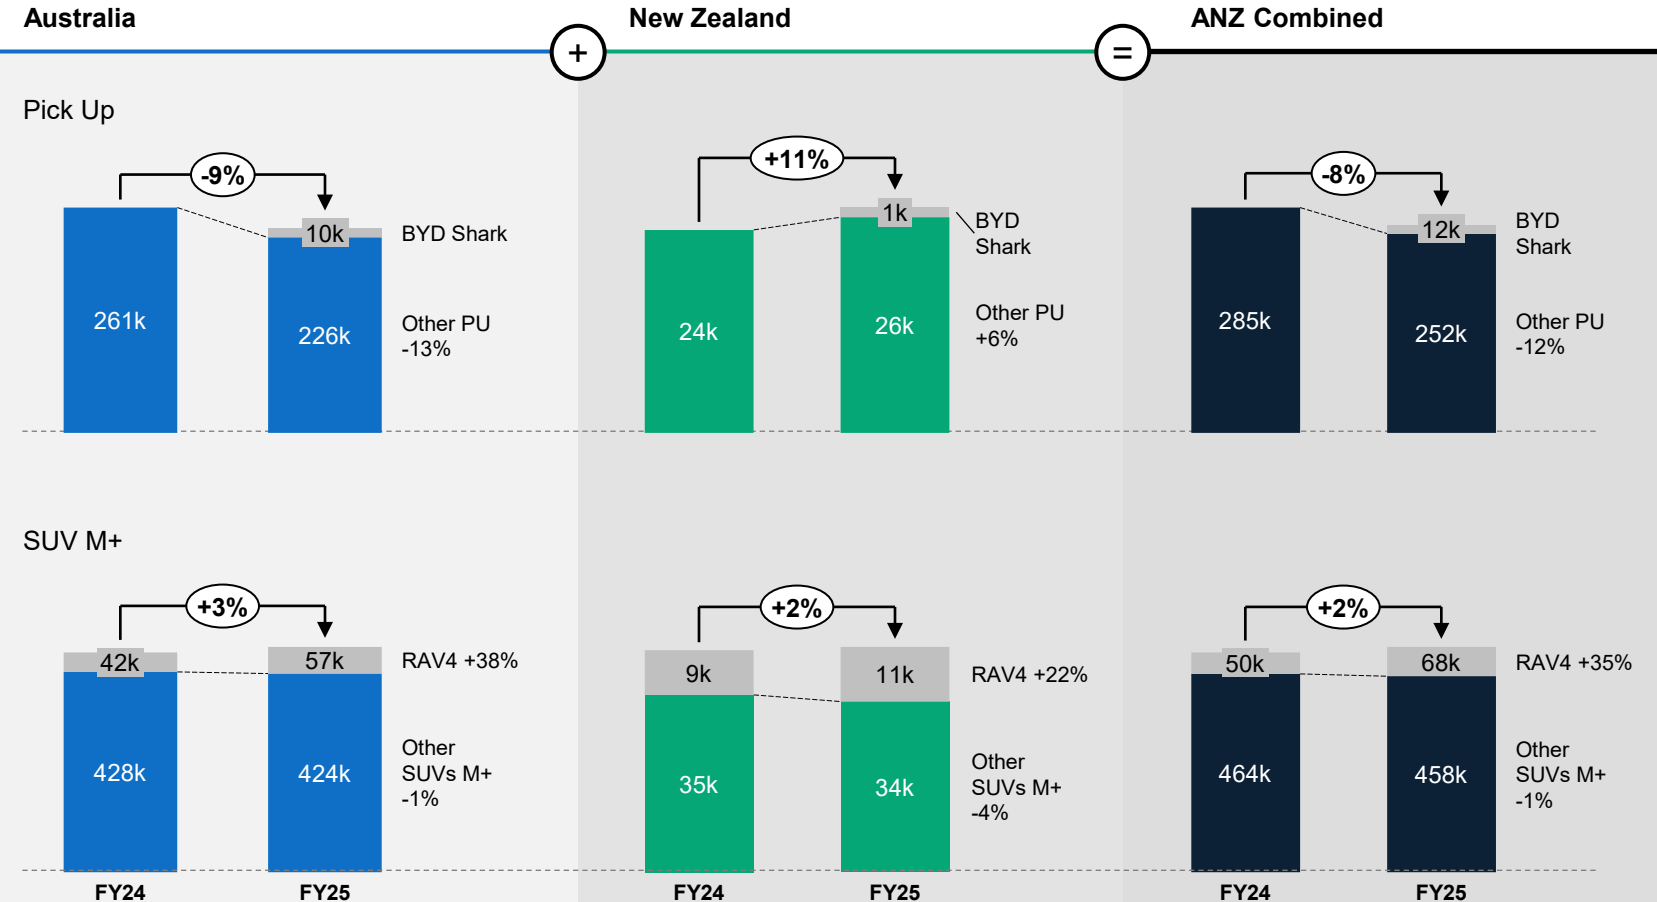 Australia
New Zealand
ANZ Combined
+
=
Pick Up
-9%
10k
BYD Shark
261k
226k
Other PU
-13%
+11%
1k
BYD
Shark
24k
26k
Other PU
+6%
-8%
12k
BYD
Shark
285k
252k
Other PU
-12%
SUV M+
+3%
42k
57k
RAV4 +38%
428k
424k
Other
SUVs M+
-1%
FY24
FY25
+2%
9k
11k
RAV4 +22%
35k
34k
Other
SUVs M+
-4%
FY24
FY25
+2%
50k
68k
RAV4 +35%
464k
458k
Other
SUVs M+
-1%
FY24
FY25